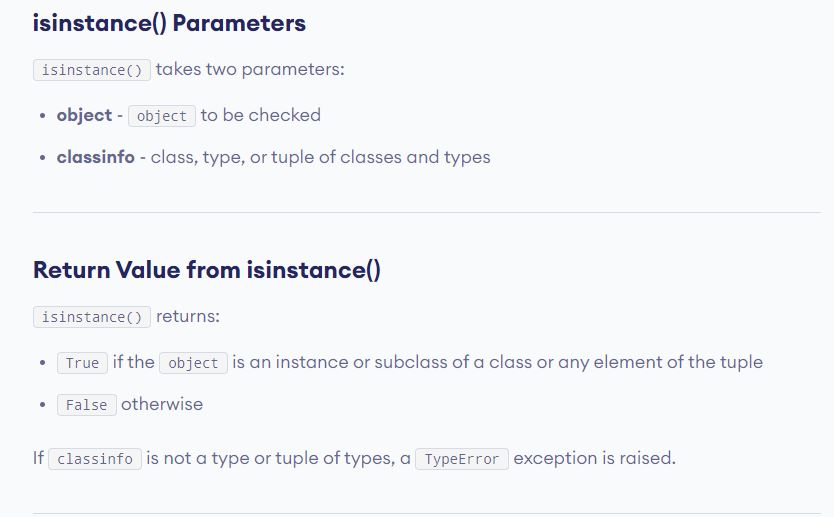 isinstance() Parameters
isinstance() takes two parameters:
• object - object to be checked
• classinfo - class, type, or tuple of classes and types
Return Value from isinstance()
isinstance() returns:
• True if the object is an instance or subclass of a class or any element of the tuple
• False otherwise
If classinfo is not a type or tuple of types, a TypeError exception is raised.